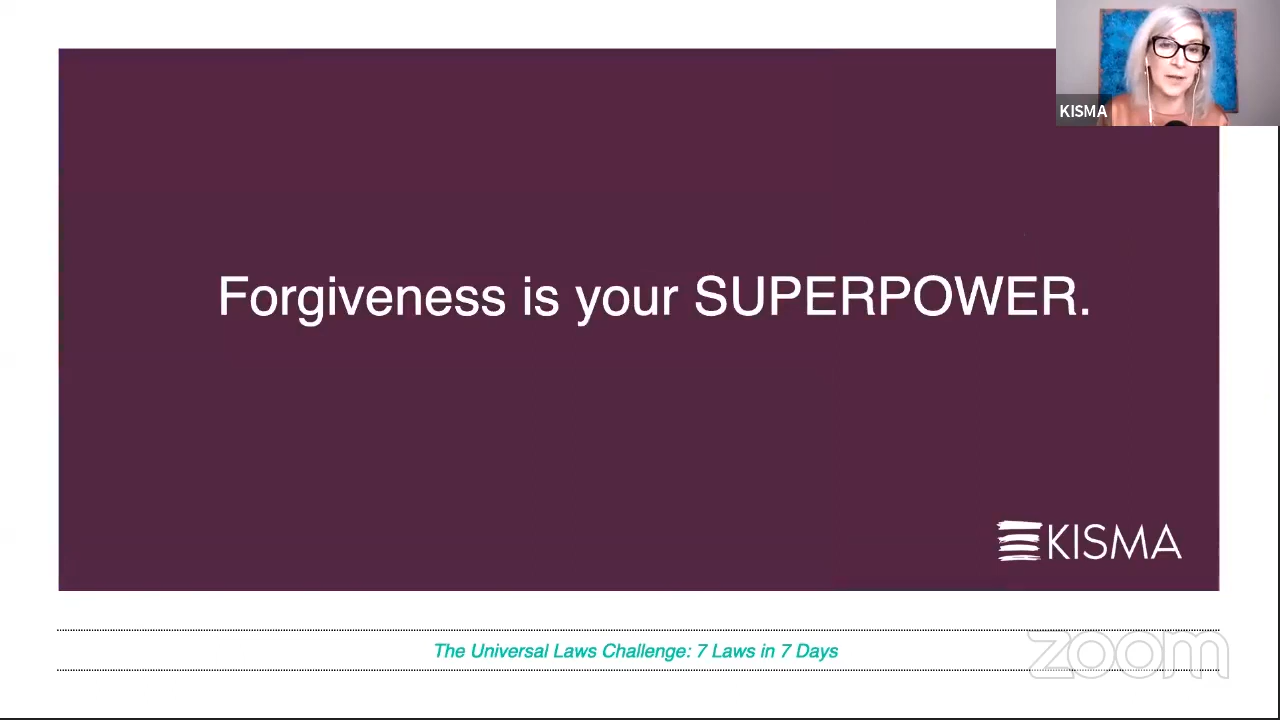 KISMA
Forgiveness is your SUPERPOWER.
KISMA
The Universal Laws Challenge: 7 Laws in 7 Days
zoom